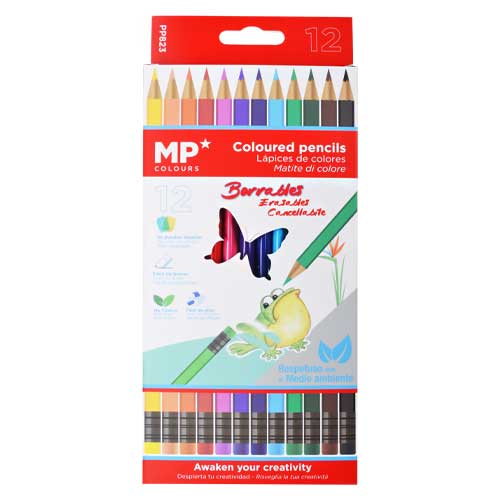 12
PP823
MP
COLOURS
Coloured pencils
Lápices de colores
Matite di colore
12
Borrables
Erasables
Cancellabile
Respetuoso con
el Medio ambiente
Awaken your creativity
Despierta tu creatividad - Risveglia la tua creatività